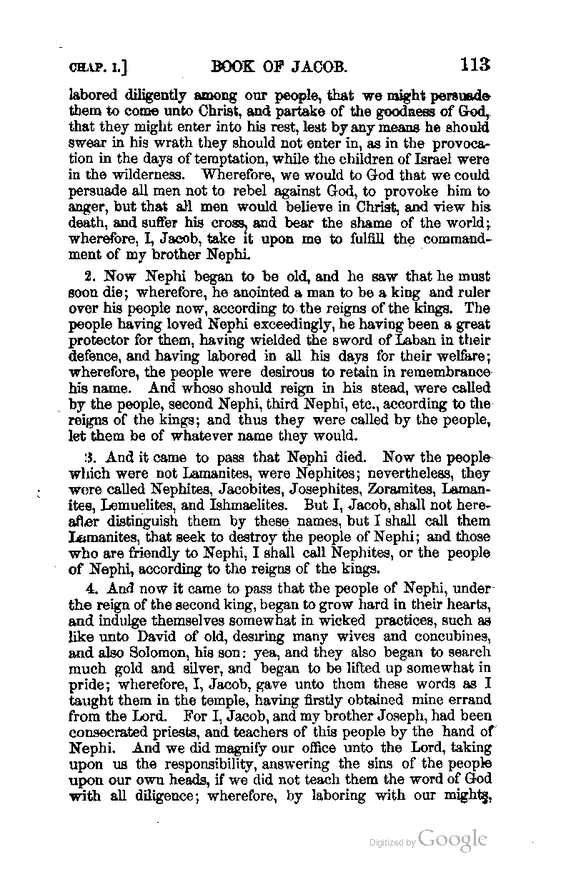 CHAP. I.] BOOK OF JACOB. 113
labored diligently among our people, that we might persuade
them to come unto Christ, and partake of the goodness of God,
that they might enter into his rest, lest by any means he should
swear in his wrath they should not enter in, as in the provoca-
tion in the days of temptation, while the children of Israel were
in the wilderness. Wherefore, we would to God that we could
persuade all men not to rebel against God, to provoke him to
anger, but that all men would believe in Christ, and view his
death, and suffer his cross, and bear the shame of the world;
wherefore, I, Jacob, take it upon me to fulfill the command-
ment of my brother Nephi.
2. Now Nephi began to be old, and he saw that he must
soon die; wherefore, he anointed a man to be a king and ruler
over his people now, according to the reigns of the kings. The
people having loved Nephi exceedingly, he having been a great
protector for them, having wielded the sword of Laban in their
defence, and having labored in all his days for their welfare;
wherefore, the people were desirous to retain in remembrance
his name. And whoso should reign in his stead, were called
by the people, second Nephi, third Nephi, etc., according to the
reigns of the kings; and thus they were called by the people,
let them be of whatever name they would.
3. And it came to pass that Nephi died. Now the people
which were not Lamanites, were Nephites; nevertheless, they
were called Nephites, Jacobites, Josephites, Zoramites, Laman-
ites, Lemuelites, and Ishmaelites. But I, Jacob, shall not here-
after distinguish them by these names, but I shall call them
Lamanites, that seek to destroy the people of Nephi; and those
who are friendly to Nephi, I shall call Nephites, or the people
of Nephi, according to the reigns of the kings.
4. And now it came to pass that the people of Nephi, under
the reign of the second king, began to grow hard in their hearts,
and indulge themselves somewhat in wicked practices, such as
like unto David of old, desiring many wives and concubines,
and also Solomon, his son: yea, and they also began to search
much gold and silver, and began to be lifted up somewhat in
pride; wherefore, I, Jacob, gave unto them these words as I
taught them in the temple, having firstly obtained mine errand
from the Lord. For I, Jacob, and my brother Joseph, had been
consecrated priests, and teachers of this people by the hand of
Nephi. And we did magnify our office unto the Lord, taking
upon us the responsibility, answering the sins of the people
upon our own heads, if we did not teach them the word of God
with all diligence; wherefore, by laboring with our mights,
Digitized by Google